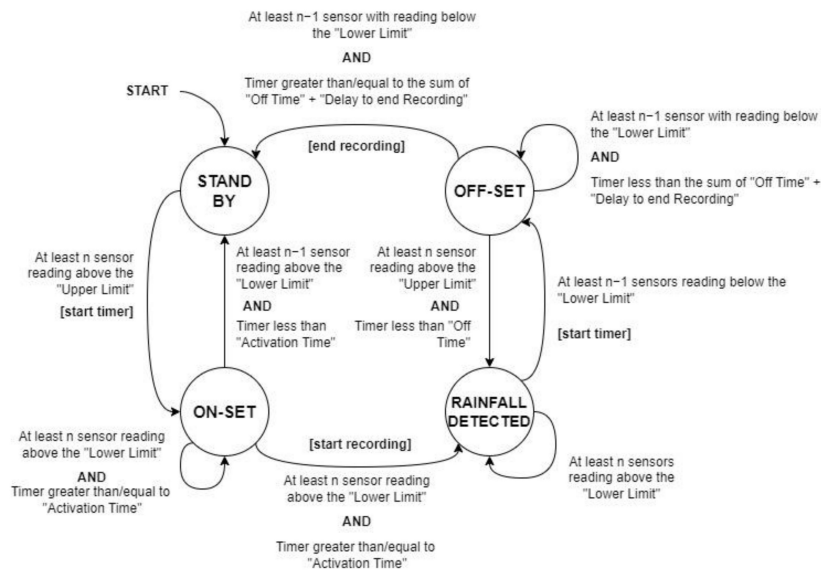 At least n−1 sensor with reading below
the "Lower Limit"
AND
Timer greater than/equal to the sum of
"Off Time" + "Delay to end Recording"
START
[end recording]
At least n−1 sensor with reading below
the "Lower Limit"
AND
Timer less than the sum of "Off Time" +
"Delay to end Recording"
STAND
BY
OFF-SET
At least n sensor
reading above the
"Upper Limit"
[start timer]
At least n−1 sensor
reading above the
"Lower Limit"
AND
Timer less than
"Activation Time"
At least n sensor
reading above the
"Upper Limit"
AND
Timer less than "Off
Time"
At least n−1 sensors reading below the
"Lower Limit"
[start timer]
ON-SET
RAINFALL
DETECTED
At least n sensor reading
above the "Lower Limit"
AND
Timer greater than/equal to
"Activation Time"
[start recording]
At least n sensor reading
above the "Lower Limit"
AND
Timer greater than/equal to
"Activation Time"
At least n sensors
reading above the
"Lower Limit"